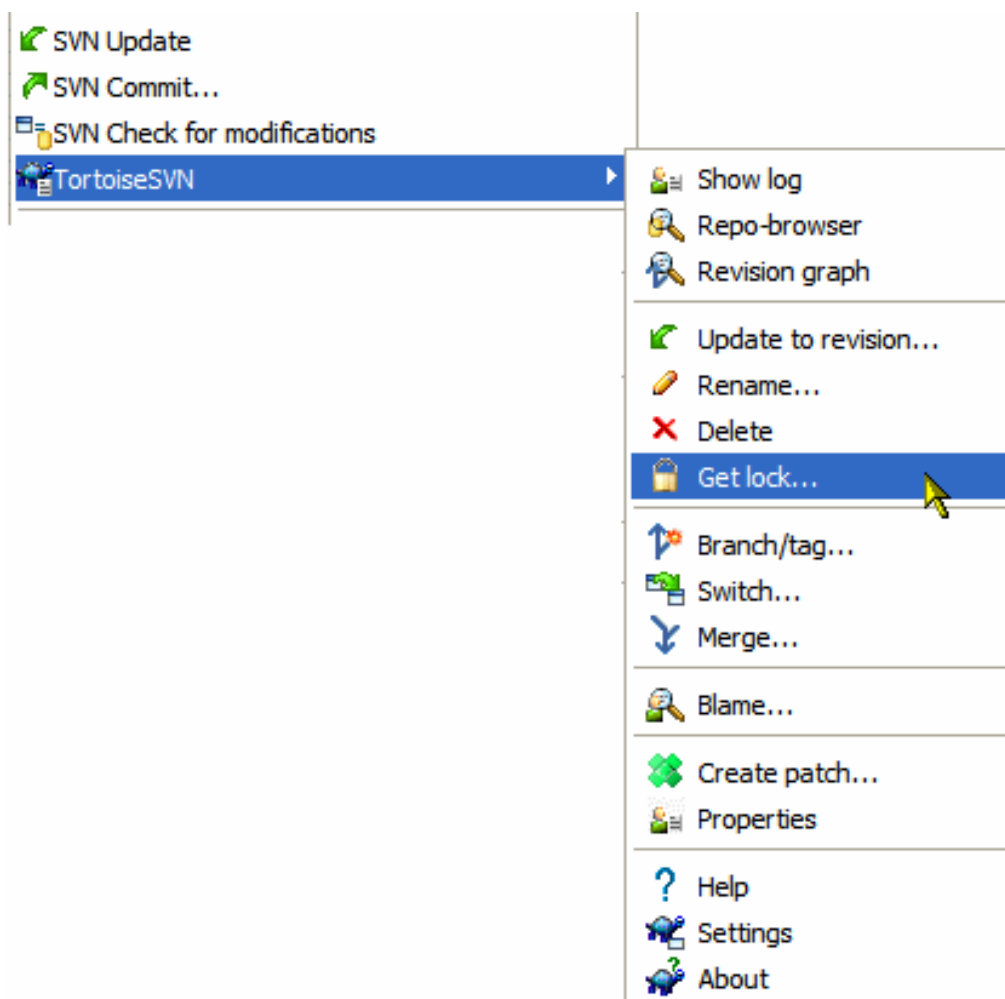 SVN Update
SVN Commit...
SVN Check for modifications
TortoiseSVN
Show log
Repo-browser
Revision graph
Update to revision...
Rename...
Delete
Get lock...
Branch/tag...
Switch...
Merge...
Blame...
Create patch...
Properties
Help
Settings
About